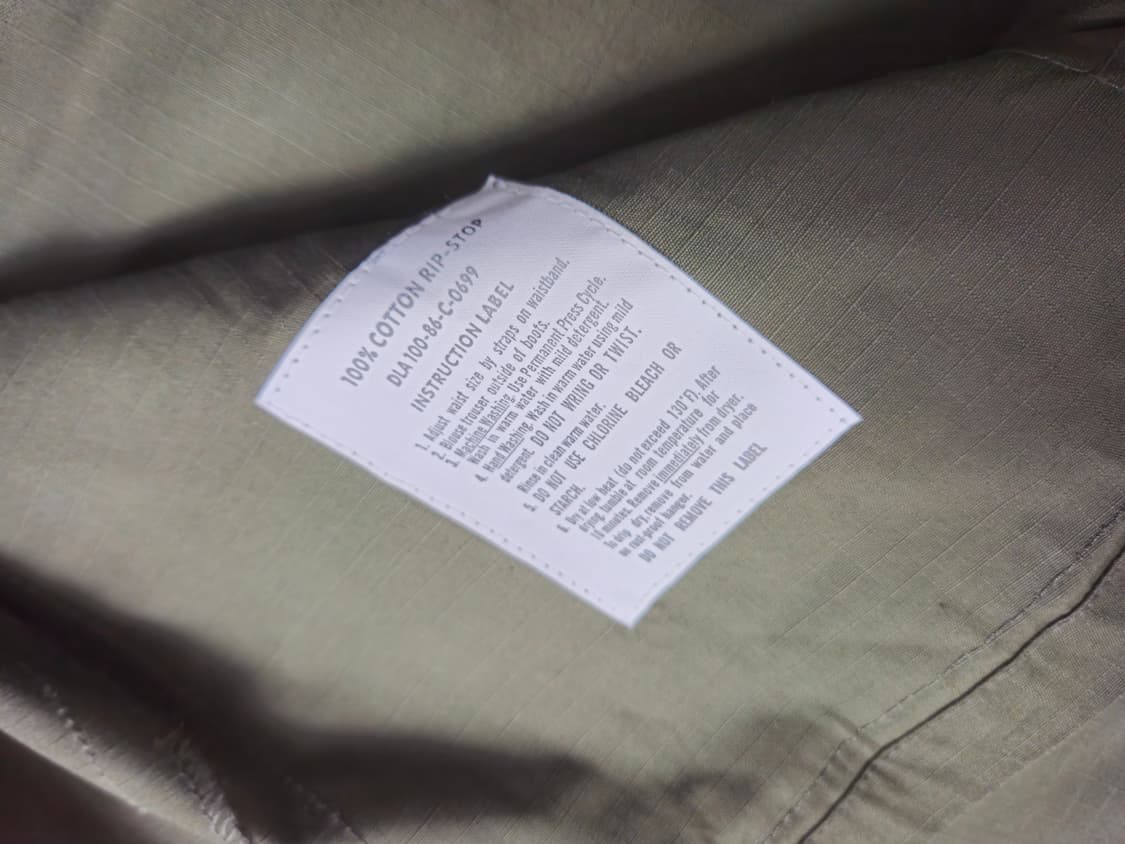 100% COTTON RIP-STOP
DLA100-86-C-0699
INSTRUCTION LABEL
1. Adjust waist size by straps on waistband.
2. Blouse trouser outside of boots.
3. Machine Washing. Use Permanent Press Cycle.
Wash in warm water with mild detergent.
4. Hand Washing. Wash in warm water using mild
detergent. DO NOT WRING OR TWIST.
Rinse in clean warm water.
5. DO NOT USE CHLORINE BLEACH OR
STARCH.
6. Dry at low heat (do not exceed 130°F). After
drying, tumble at room temperature for
minutes. Remove immediately from dryer.
To drip dry, remove from water and place
on rust-proof hanger.
DO NOT REMOVE THIS LABEL